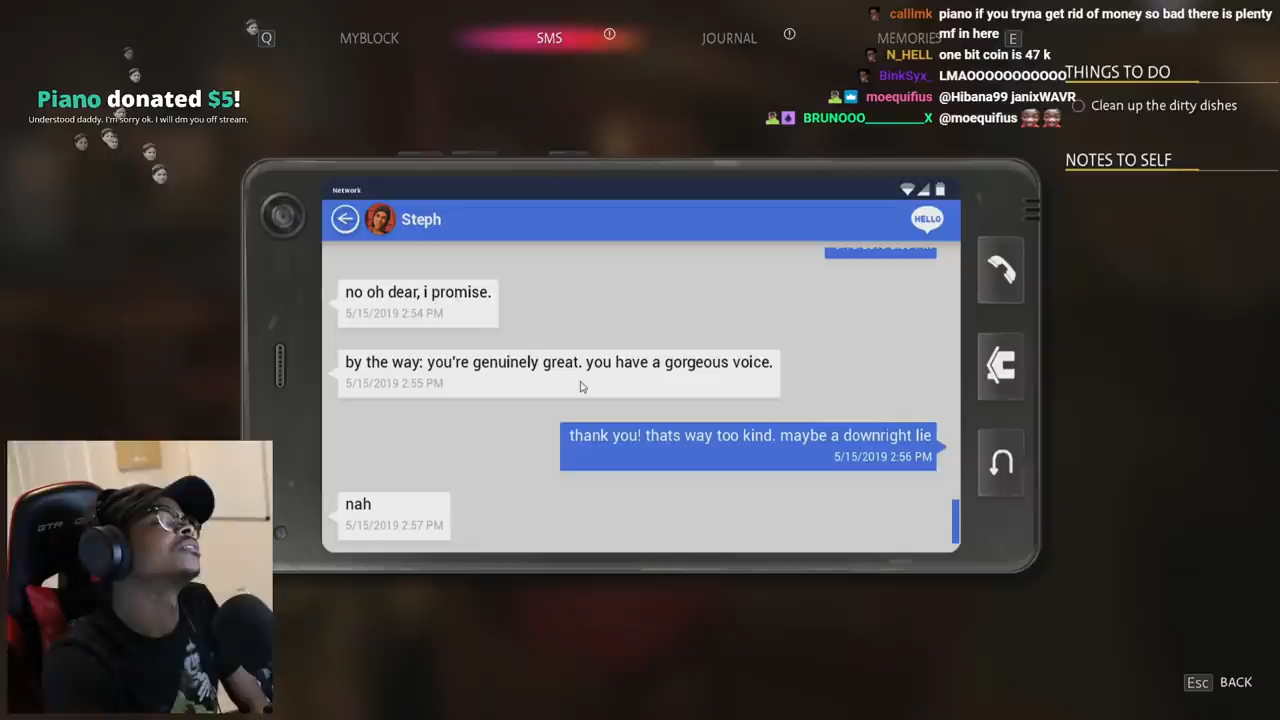 calllmk piano if you tryna get rid of money so bad there is plenty
mf in here
N_HELL one bit coin is 47 k
BinkSyx_ LMAOOOOOOOOOOO
moequifius @Hibana99 janixWAVR
BRUNOOO_________X @moequifius
Q MYBLOCK SMS JOURNAL MEMORIES E
Piano donated $5!
Understood daddy. I'm sorry ok. I will dm you off stream.
THINGS TO DO
Clean up the dirty dishes
NOTES TO SELF
Network
Steph
HELLO
no oh dear, i promise.
5/15/2019 2:54 PM
by the way: you're genuinely great. you have a gorgeous voice.
5/15/2019 2:55 PM
thank you! thats way too kind. maybe a downright lie
5/15/2019 2:56 PM
nah
5/15/2019 2:57 PM
GTR
Esc BACK